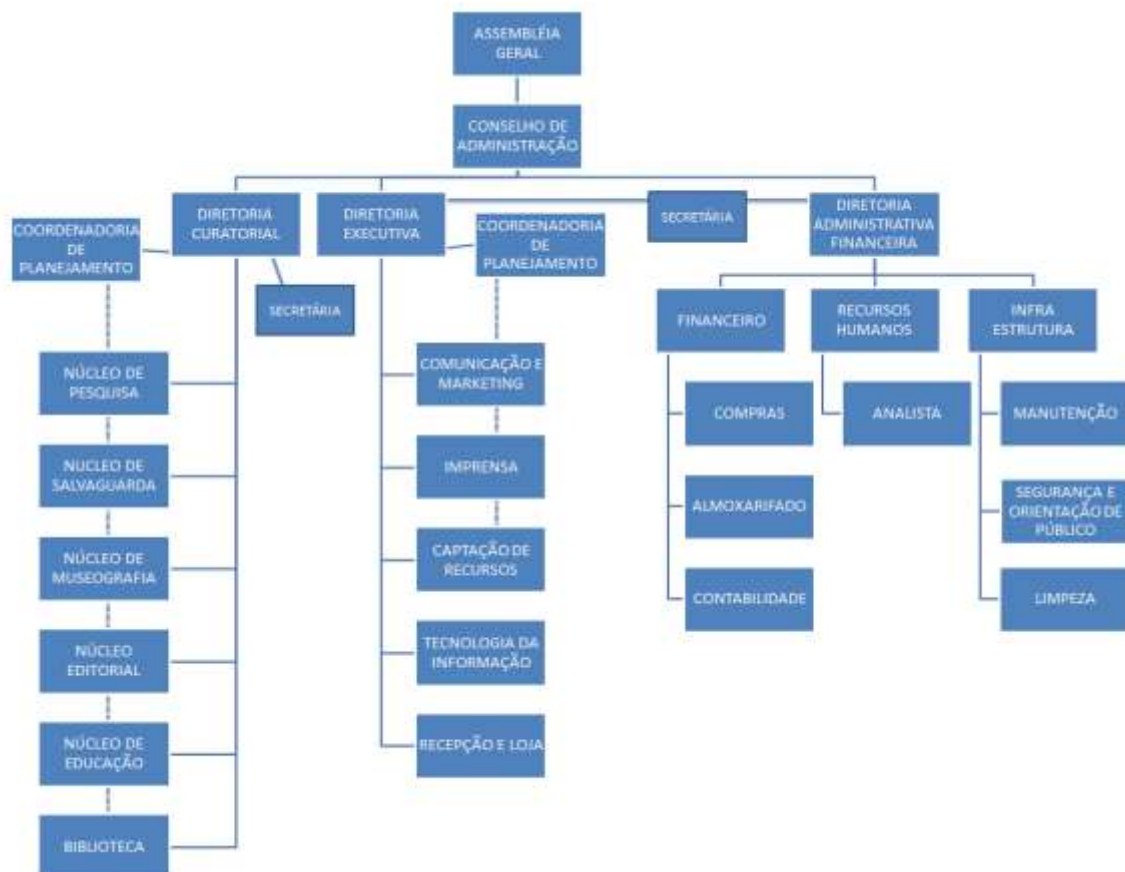 ASSEMBLÉIA
GERAL
CONSELHO DE
ADMINISTRAÇÃO
DIRETORIA
CURATORIAL
DIRETORIA
EXECUTIVA
SECRETÁRIA
DIRETORIA
ADMINISTRATIVA
FINANCEIRA
COORDENADORIA
DE
PLANEJAMENTO
COORDENADORIA
DE
PLANEJAMENTO
SECRETÁRIA
FINANCEIRO
RECURSOS
HUMANOS
INFRA
ESTRUTURA
NÚCLEO DE
PESQUISA
NUCLEO DE
SALVAGUARDA
NÚCLEO DE
MUSEOGRAFIA
NÚCLEO
EDITORIAL
NÚCLEO DE
EDUCAÇÃO
BIBLIOTECA
COMUNICAÇÃO E
MARKETING
IMPRENSA
CAPTAÇÃO DE
RECURSOS
TECNOLOGIA DA
INFORMAÇÃO
RECEPÇÃO E LOJA
COMPRAS
ALMOXARIFADO
CONTABILIDADE
ANALISTA
MANUTENÇÃO
SEGURANÇA E
ORIENTAÇÃO DE
PÚBLICO
LIMPEZA